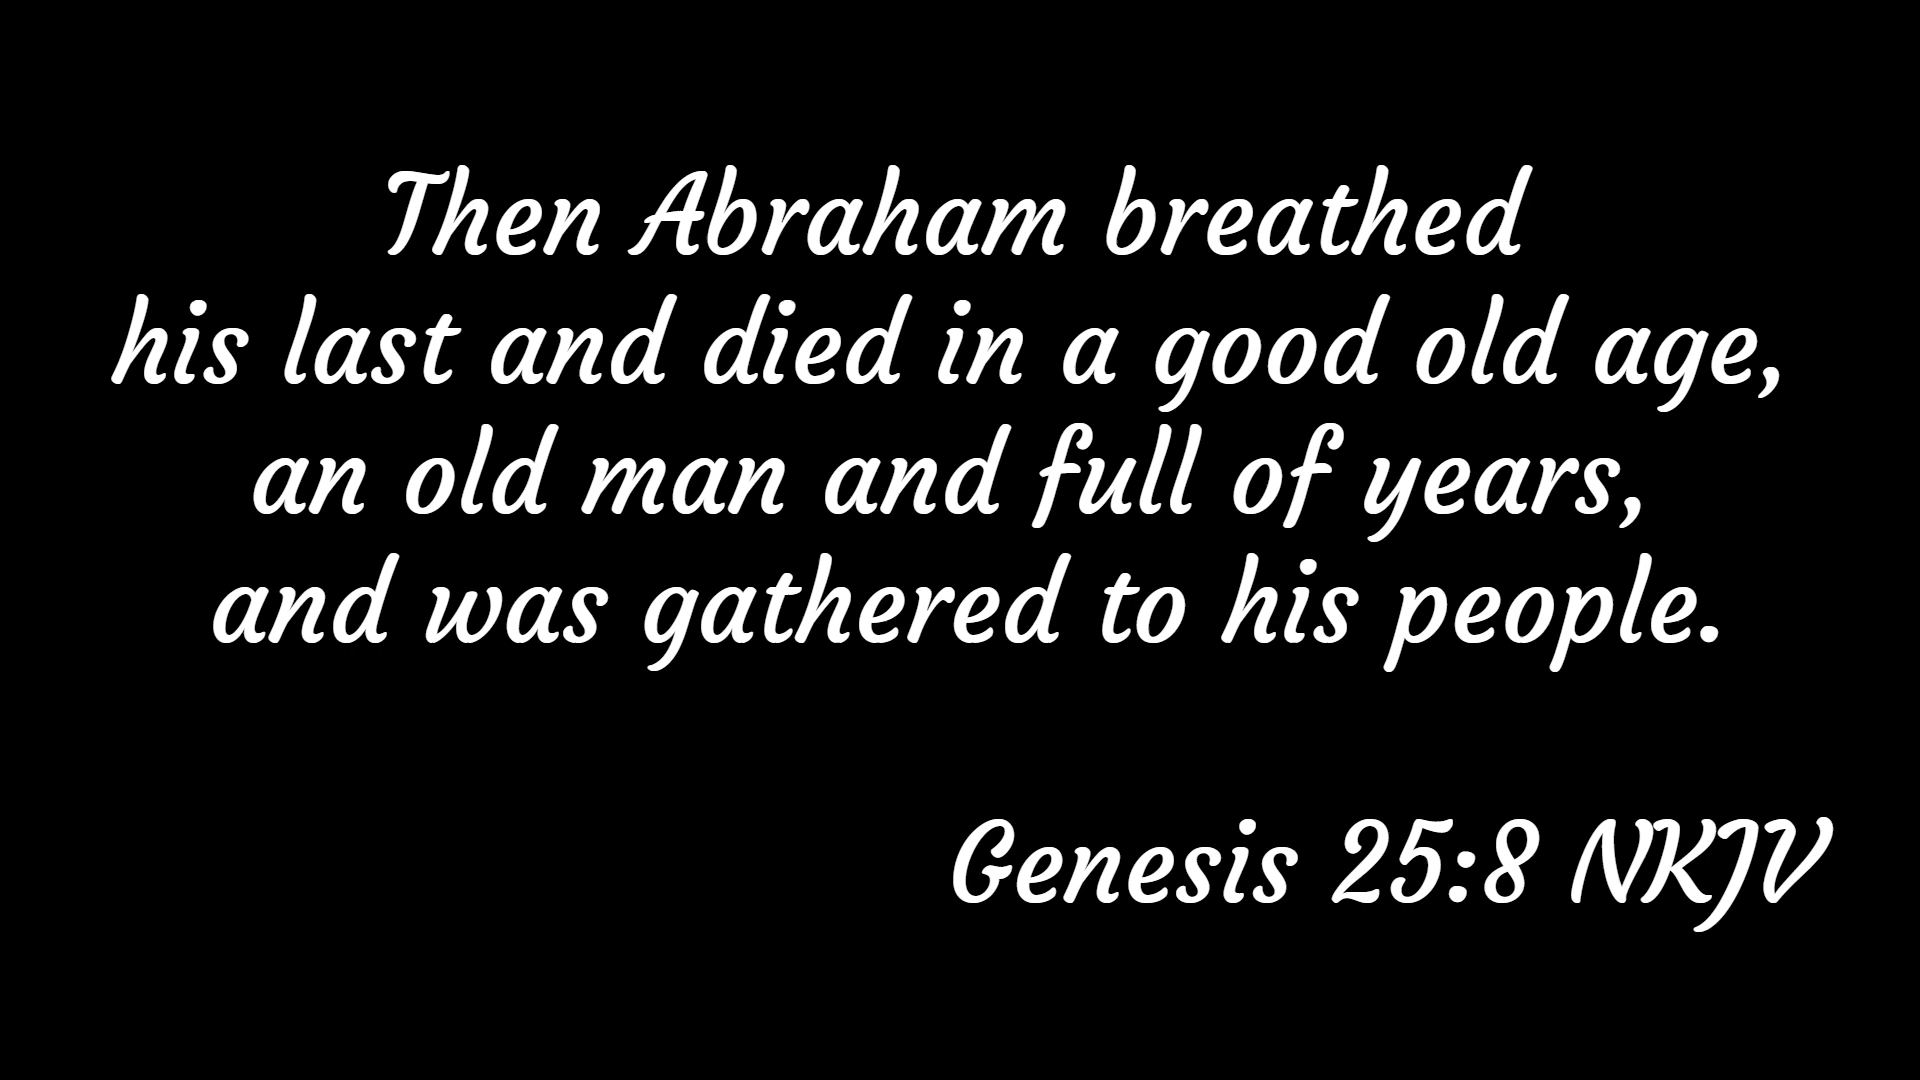 Then Abraham breathed
his last and died in a good old age,
an old man and full of years,
and was gathered to his people.
Genesis 25:8 NKJV